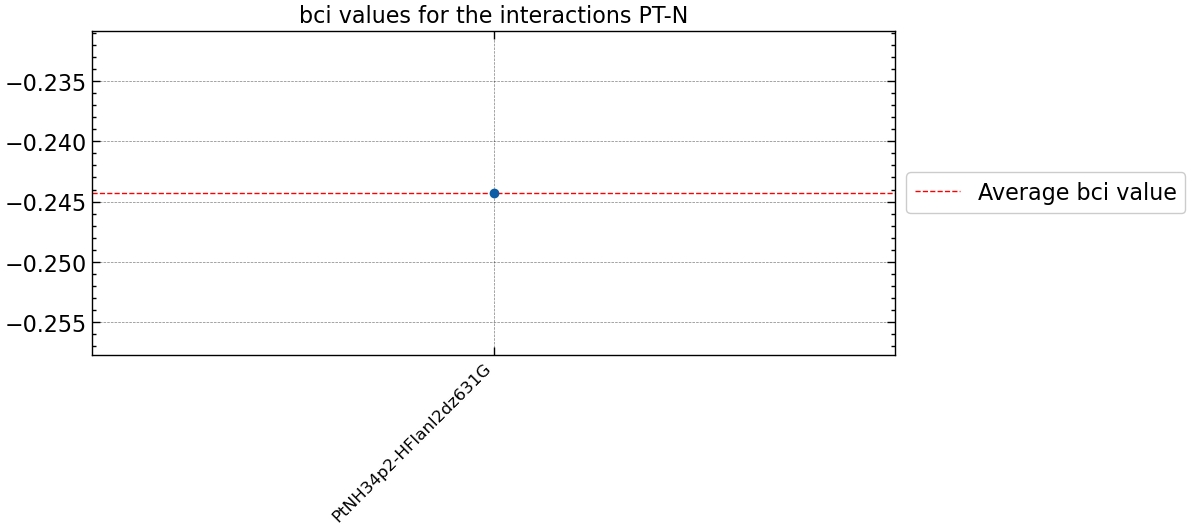 bci values for the interactions PT-N
−0.235
−0.240
−0.245
−0.250
−0.255
Average bci value
PtNH34p2-HFlanl2dz631G